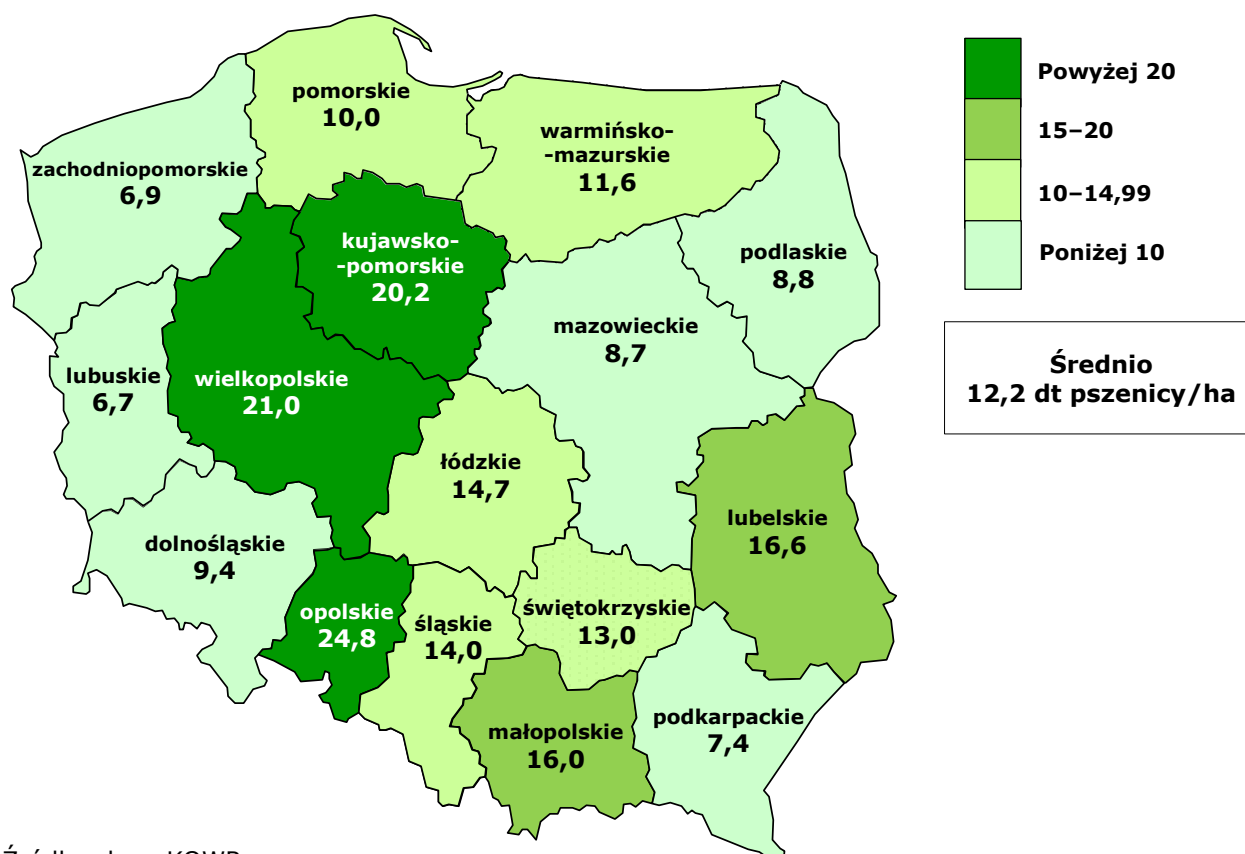 pomorskie
10,0
warmińsko-
-mazurskie
11,6
zachodniopomorskie
6,9
kujawsko-
-pomorskie
20,2
podlaskie
8,8
mazowieckie
8,7
lubuskie
6,7
wielkopolskie
21,0
łódzkie
14,7
lubelskie
16,6
dolnośląskie
9,4
opolskie
24,8
śląskie
14,0
świętokrzyskie
13,0
małopolskie
16,0
podkarpackie
7,4
Powyżej 20
15–20
10–14,99
Poniżej 10
Średnio
12,2 dt pszenicy/ha